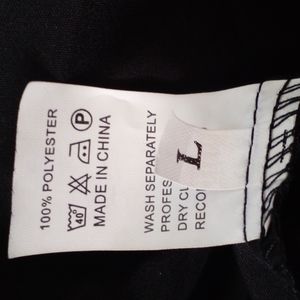 100% POLYESTER
40 P
MADE IN CHINA
WASH SEPARATELY
PROFES
DRY CL
RECO
L